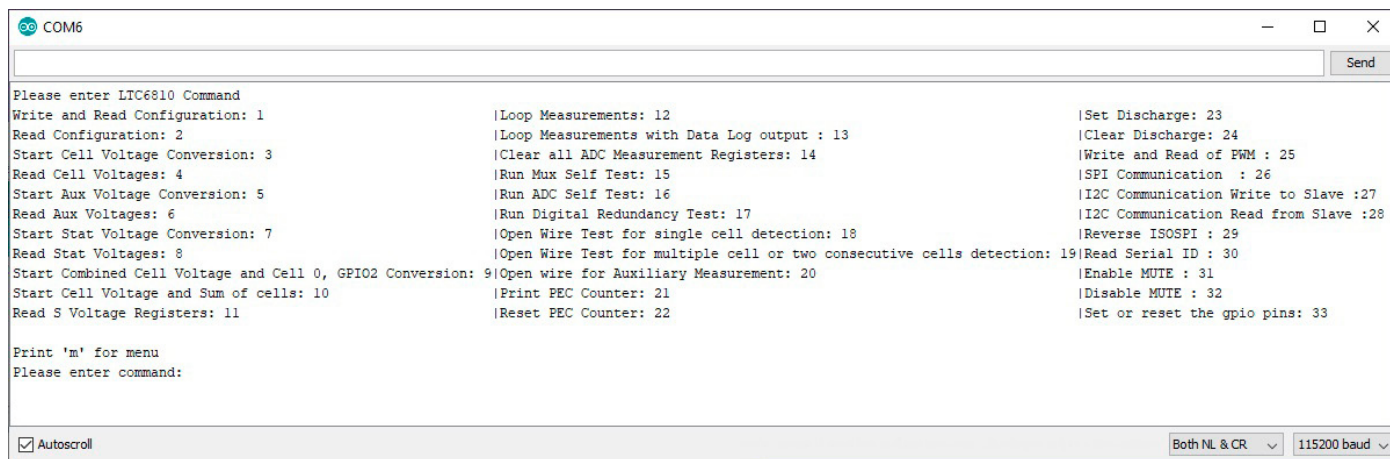 COM6
Send
Please enter LTC6810 Command
Write and Read Configuration: 1 |Loop Measurements: 12 |Set Discharge: 23
Read Configuration: 2 |Loop Measurements with Data Log output : 13 |Clear Discharge: 24
Start Cell Voltage Conversion: 3 |Clear all ADC Measurement Registers: 14 |Write and Read of PWM : 25
Read Cell Voltages: 4 |Run Mux Self Test: 15 |SPI Communication  : 26
Start Aux Voltage Conversion: 5 |Run ADC Self Test: 16 |I2C Communication Write to Slave :27
Read Aux Voltages: 6 |Run Digital Redundancy Test: 17 |I2C Communication Read from Slave :28
Start Stat Voltage Conversion: 7 |Open Wire Test for single cell detection: 18 |Reverse ISOSPI : 29
Read Stat Voltages: 8 |Open Wire Test for multiple cell or two consecutive cells detection: 19|Read Serial ID : 30
Start Combined Cell Voltage and Cell 0, GPIO2 Conversion: 9|Open wire for Auxiliary Measurement: 20 |Enable MUTE : 31
Start Cell Voltage and Sum of cells: 10 |Print PEC Counter: 21 |Disable MUTE : 32
Read S Voltage Registers: 11 |Reset PEC Counter: 22 |Set or reset the gpio pins: 33
Print 'm' for menu
Please enter command:
Autoscroll Both NL & CR 115200 baud